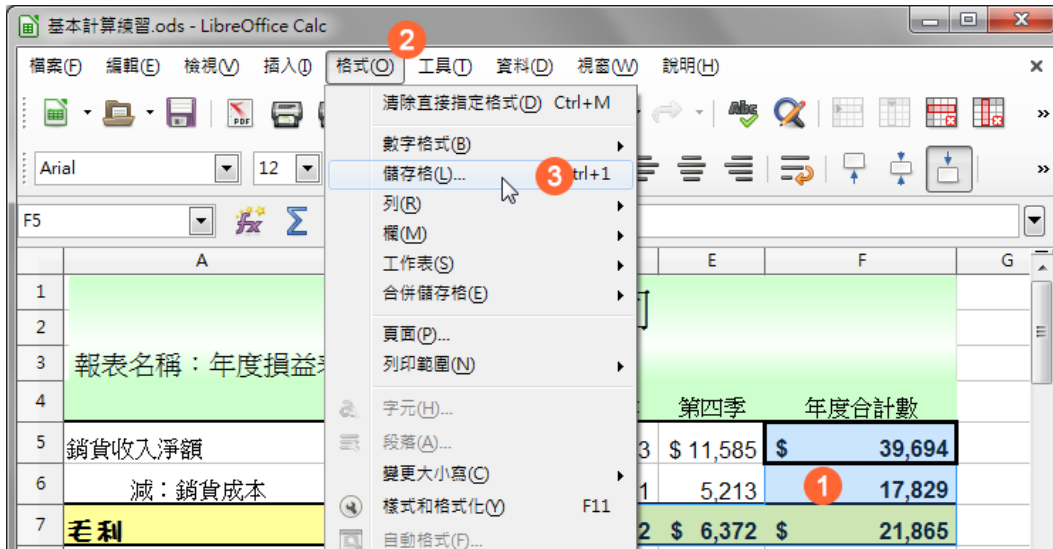 基本計算練習.ods - LibreOffice Calc
2
檔案(F) 編輯(E) 檢視(V) 插入(I) 格式(O) 工具(T) 資料(D) 視窗(W) 說明(H)
PDF
Abc
清除直接指定格式(D) Ctrl+M
數字格式(B)
Arial 12
儲存格(L)... 3 trl+1
列(R)
F5
欄(M)
工作表(S)
合併儲存格(E)
頁面(P)...
列印範圍(N)
字元(H)...
段落(A)...
變更大小寫(C)
樣式和格式化(Y) F11
自動格式(F)...
A E F G
1
2
3 報表名稱：年度損益
4 第四季 年度合計數
5 銷貨收入淨額 3 $ 11,585 $ 39,694
6 減：銷貨成本 1 5,213 1 17,829
7 毛利 2 $ 6,372 $ 21,865